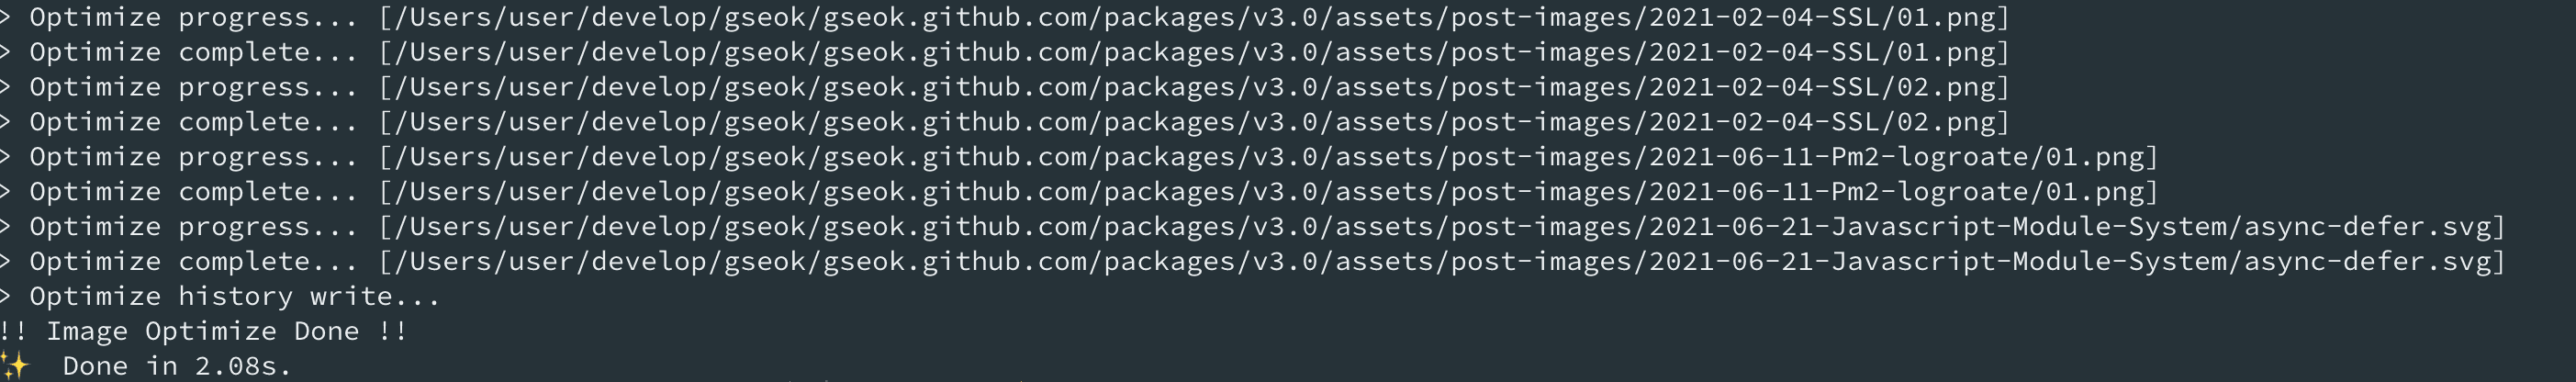 > Optimize progress... [/Users/user/develop/gseok/gseok.github.com/packages/v3.0/assets/post-images/2021-02-04-SSL/01.png]
> Optimize complete... [/Users/user/develop/gseok/gseok.github.com/packages/v3.0/assets/post-images/2021-02-04-SSL/01.png]
> Optimize progress... [/Users/user/develop/gseok/gseok.github.com/packages/v3.0/assets/post-images/2021-02-04-SSL/02.png]
> Optimize complete... [/Users/user/develop/gseok/gseok.github.com/packages/v3.0/assets/post-images/2021-02-04-SSL/02.png]
> Optimize progress... [/Users/user/develop/gseok/gseok.github.com/packages/v3.0/assets/post-images/2021-06-11-Pm2-logroate/01.png]
> Optimize complete... [/Users/user/develop/gseok/gseok.github.com/packages/v3.0/assets/post-images/2021-06-11-Pm2-logroate/01.png]
> Optimize progress... [/Users/user/develop/gseok/gseok.github.com/packages/v3.0/assets/post-images/2021-06-21-Javascript-Module-System/async-defer.svg]
> Optimize complete... [/Users/user/develop/gseok/gseok.github.com/packages/v3.0/assets/post-images/2021-06-21-Javascript-Module-System/async-defer.svg]
> Optimize history write...
!! Image Optimize Done !!
✨  Done in 2.08s.